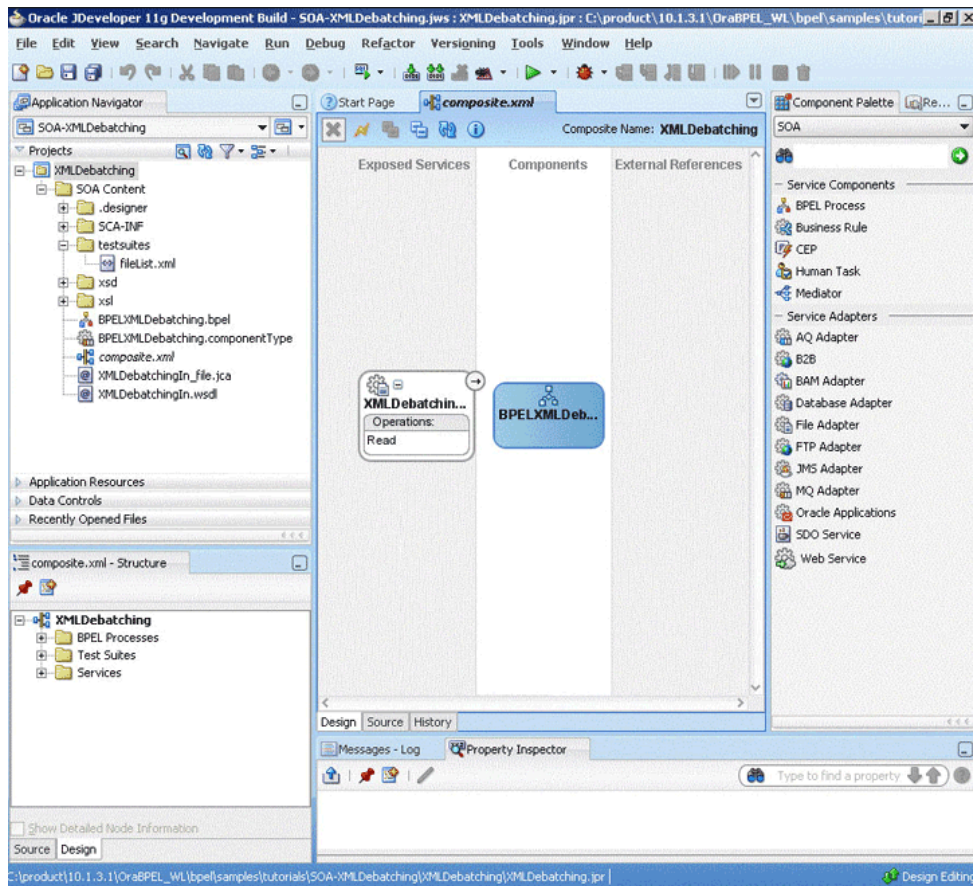 Oracle JDeveloper 11g Development Build - SOA-XMLDebatching.jws : XMLDebatching.jpr : C:\product\10.1.3.1\OraBPEL_WL\bpel\samples\tutori
File Edit View Search Navigate Run Debug Refactor Versioning Tools Window Help
Application Navigator
SOA-XMLDebatching
Projects
XMLDebatching
SOA Content
.designer
SCA-INF
testsuites
fileList.xml
xsd
xsl
BPELXMLDebatching.bpel
BPELXMLDebatching.componentType
composite.xml
XMLDebatchingIn_file.jca
XMLDebatchingIn.wsdl
Application Resources
Data Controls
Recently Opened Files
composite.xml - Structure
XMLDebatching
BPEL Processes
Test Suites
Services
Show Detailed Node Information
Source Design
Start Page composite.xml
Composite Name: XMLDebatching
Exposed Services Components External References
XMLDebatchin...
Operations:
Read
BPELXMLDeb...
Design Source History
Messages - Log Property Inspector
Type to find a property
Component Palette Re...
SOA
Service Components
BPEL Process
Business Rule
CEP
Human Task
Mediator
Service Adapters
AQ Adapter
B2B
BAM Adapter
Database Adapter
File Adapter
FTP Adapter
JMS Adapter
MQ Adapter
Oracle Applications
SDO Service
Web Service
C:\product\10.1.3.1\OraBPEL_WL\bpel\samples\tutorials\SOA-XMLDebatching\XMLDebatching\XMLDebatching.jpr Design Editing